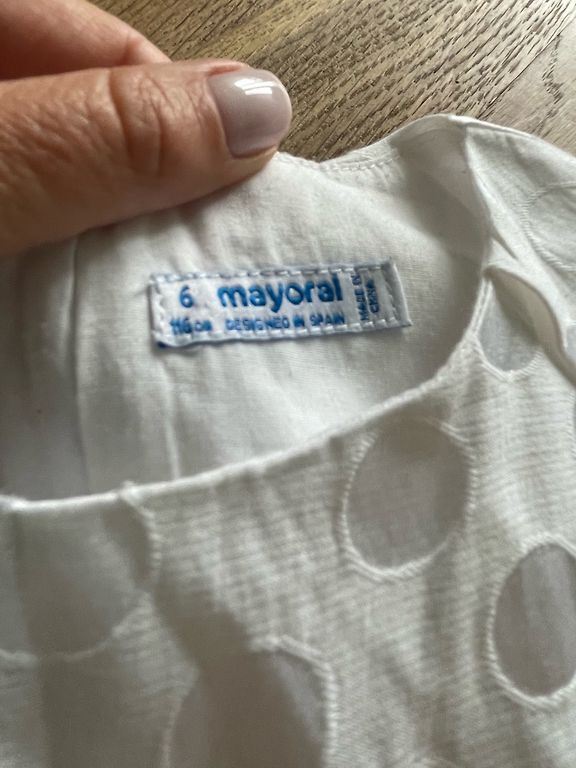 6 mayoral
116 cm DESIGNED IN SPAIN
MADE IN
CHINA